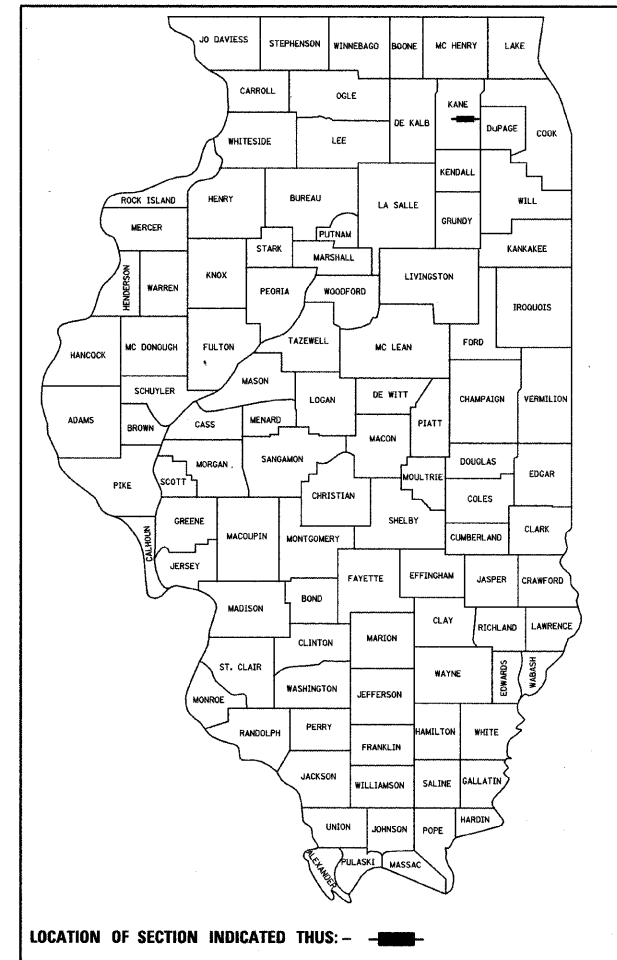 JO DAVIESS STEPHENSON WINNEBAGO BOONE MC HENRY LAKE
CARROLL OGLE KANE
DE KALB DuPAGE COOK
WHITESIDE LEE
KENDALL
ROCK ISLAND HENRY BUREAU LA SALLE WILL
MERCER PUTNAM GRUNDY
STARK KANKAKEE
MARSHALL
HENDERSON WARREN KNOX LIVINGSTON
PEORIA WOODFORD IROQUOIS
HANCOCK MC DONOUGH FULTON TAZEWELL MC LEAN FORD
MASON
SCHUYLER LOGAN DE WITT CHAMPAIGN VERMILION
ADAMS BROWN CASS MENARD PIATT
MACON
MORGAN SANGAMON DOUGLAS
PIKE SCOTT MOULTRIE EDGAR
CHRISTIAN COLES
GREENE SHELBY
CALHOUN MACOUPIN MONTGOMERY CUMBERLAND CLARK
JERSEY
FAYETTE EFFINGHAM JASPER CRAWFORD
MADISON BOND
CLAY RICHLAND LAWRENCE
CLINTON MARION
ST. CLAIR WAYNE EDWARDS WABASH
WASHINGTON JEFFERSON
MONROE
RANDOLPH PERRY HAMILTON WHITE
FRANKLIN
JACKSON WILLIAMSON SALINE GALLATIN
HARDIN
UNION JOHNSON POPE
ALEXANDER PULASKI MASSAC
LOCATION OF SECTION INDICATED THUS: -